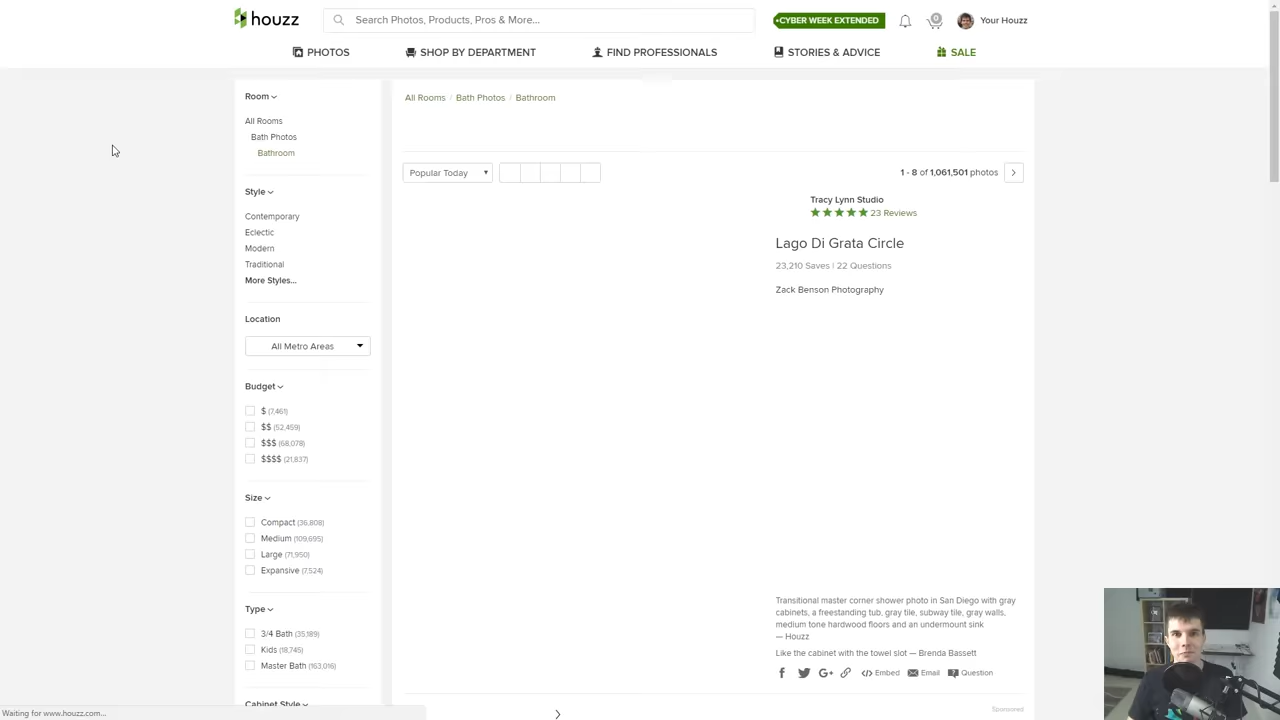 houzz
Search Photos, Products, Pros & More...
CYBER WEEK EXTENDED
0
Your Houzz
PHOTOS
SHOP BY DEPARTMENT
FIND PROFESSIONALS
STORIES & ADVICE
SALE
Room
All Rooms
Bath Photos
Bathroom
Style
Contemporary
Eclectic
Modern
Traditional
More Styles...
Location
All Metro Areas
Budget
$ (7,461)
$$ (52,459)
$$$ (68,078)
$$$$ (21,837)
Size
Compact (36,808)
Medium (109,695)
Large (71,950)
Expansive (7,524)
Type
3/4 Bath (35,189)
Kids (18,745)
Master Bath (163,016)
Cabinet Style
All Rooms / Bath Photos / Bathroom
Popular Today
1 - 8 of 1,061,501 photos
Tracy Lynn Studio
23 Reviews
Lago Di Grata Circle
23,210 Saves | 22 Questions
Zack Benson Photography
Transitional master corner shower photo in San Diego with gray
cabinets, a freestanding tub, gray tile, subway tile, gray walls,
medium tone hardwood floors and an undermount sink
— Houzz
Like the cabinet with the towel slot — Brenda Bassett
</> Embed
Email
Question
Sponsored
Waiting for www.houzz.com...